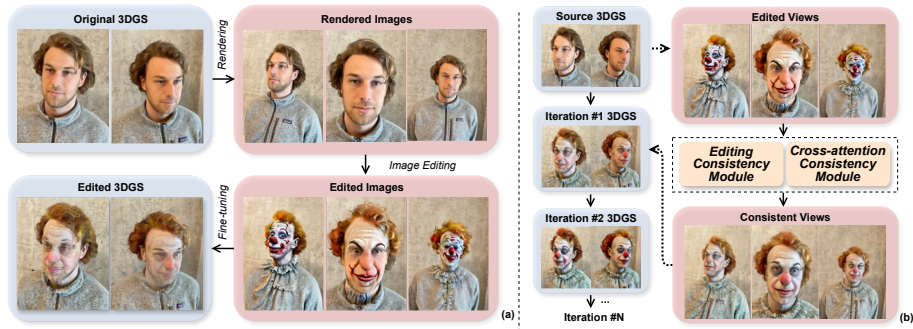 Original 3DGS
Rendering
Rendered Images
Image Editing
Edited 3DGS
Fine-tuning
Edited Images
(a)
Source 3DGS
Edited Views
Iteration #1 3DGS
Editing
Consistency
Module
Cross-attention
Consistency
Module
Iteration #2 3DGS
Consistent Views
...
Iteration #N
(b)